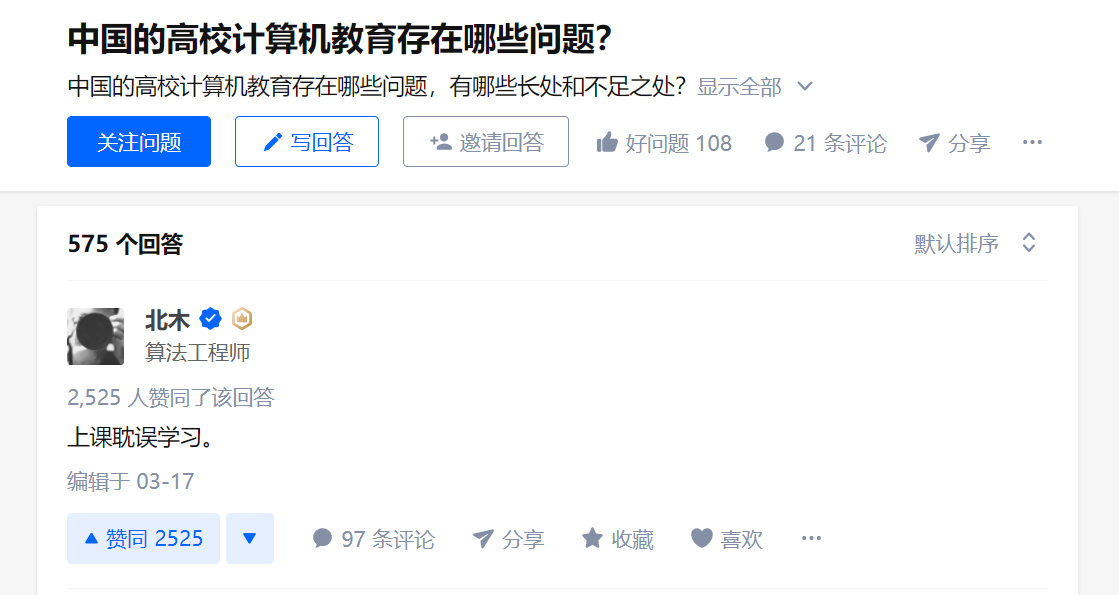 中国的高校计算机教育存在哪些问题？
中国的高校计算机教育存在哪些问题，有哪些长处和不足之处？ 显示全部
关注问题 写回答 邀请回答 好问题 108 21 条评论 分享
575 个回答 默认排序
北木
算法工程师
2,525 人赞同了该回答
上课耽误学习。
编辑于 03-17
赞同 2525 97 条评论 分享 收藏 喜欢